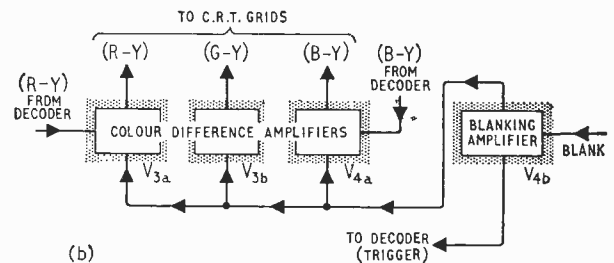 TO C.R.T. GRIDS
(R-Y) (G-Y) (B-Y) (B-Y)
FROM
DECODER
(R-Y)
FROM
DECODER
COLOUR DIFFERENCE AMPLIFIERS
BLANKING
AMPLIFIER
BLANK
V3a V3b V4a V4b
TO DECODER
(TRIGGER)
(b)